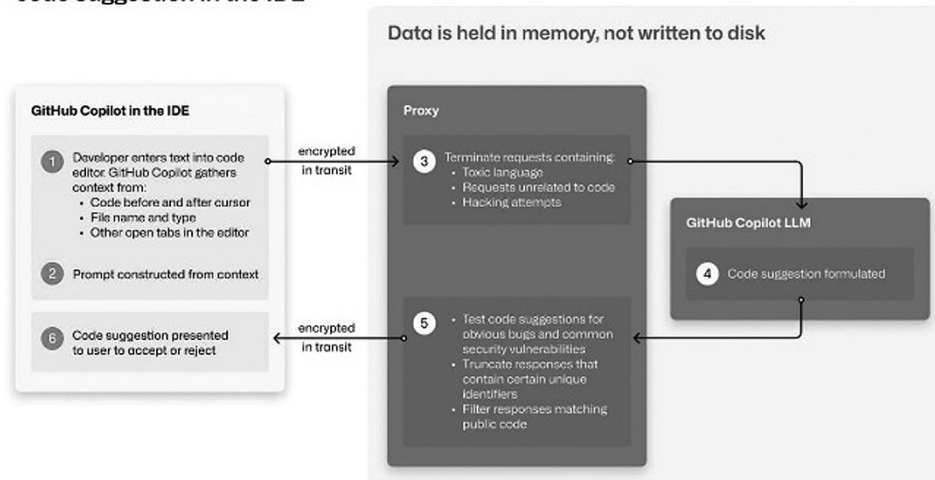 Code suggestion in the IDE
Data is held in memory, not written to disk
GitHub Copilot in the IDE
1
Developer enters text into code
editor. GitHub Copilot gathers
context from:
• Code before and after cursor
• File name and type
• Other open tabs in the editor
2
Prompt constructed from context
encrypted
in transit
Proxy
3
Terminate requests containing:
• Toxic language
• Requests unrelated to code
• Hacking attempts
GitHub Copilot LLM
4
Code suggestion formulated
5
• Test code suggestions for
obvious bugs and common
security vulnerabilities
• Truncate responses that
contain certain unique
identifiers
• Filter responses matching
public code
encrypted
in transit
6
Code suggestion presented
to user to accept or reject